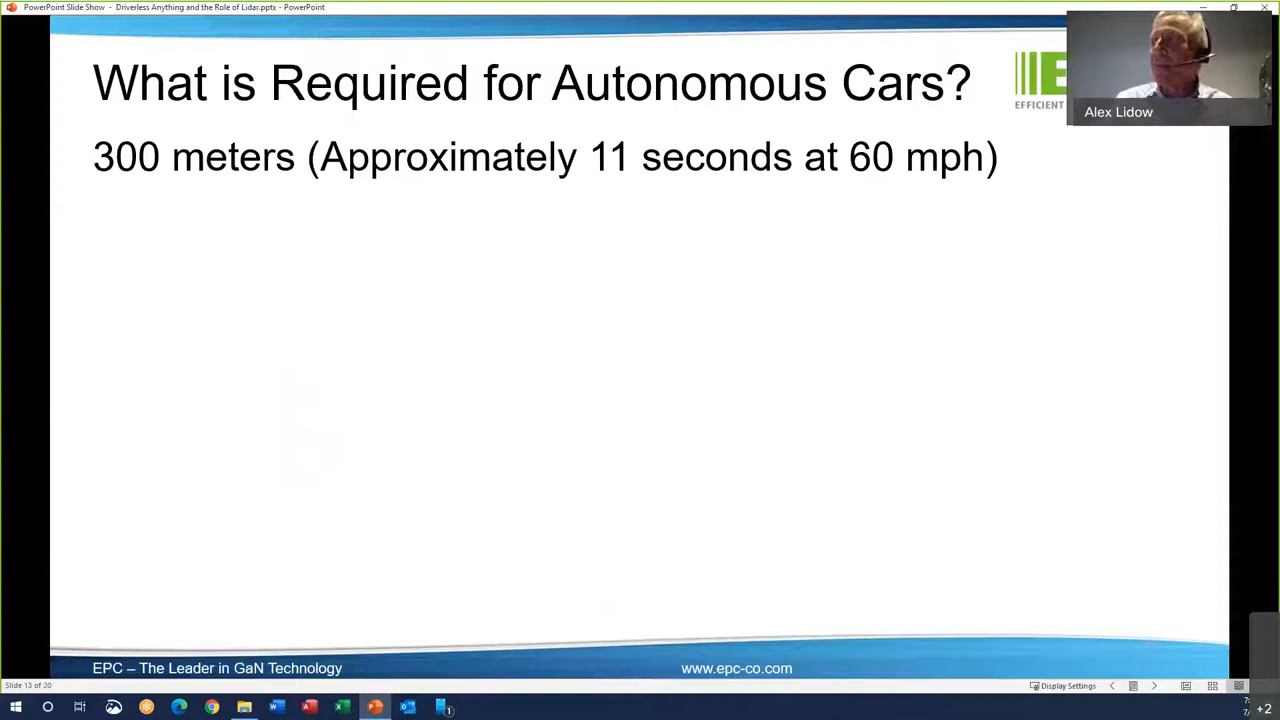 PowerPoint Slide Show - Driverless Anything and the Role of Lidar.pptx - PowerPoint
What is Required for Autonomous Cars?
E
EFFICIENT
Alex Lidow
300 meters (Approximately 11 seconds at 60 mph)
EPC – The Leader in GaN Technology
www.epc-co.com
Slide 13 of 20
Display Settings
1
+2